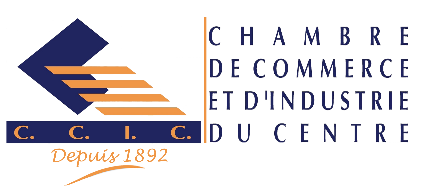 CHAMBRE
DE COMMERCE
ET D'INDUSTRIE
DU CENTRE
C. C. I. C.
Depuis 1892